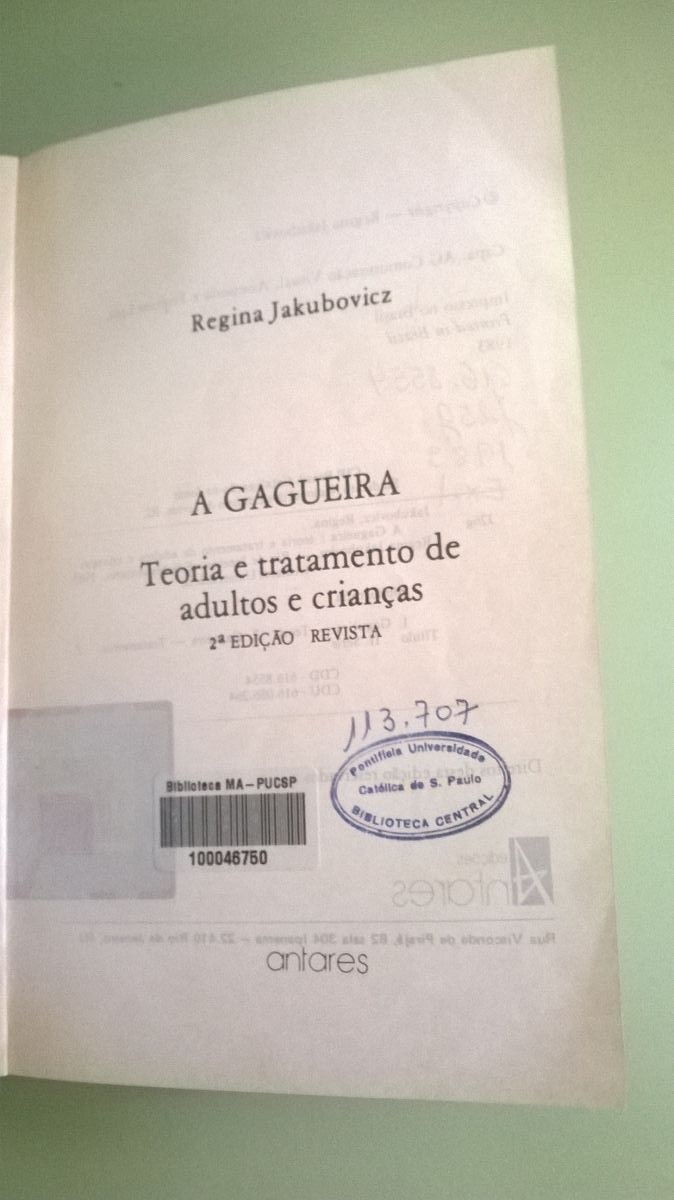 Regina Jakubovicz
A GAGUEIRA
Teoria e tratamento de
adultos e crianças
2ª EDIÇÃO REVISTA
113.707
Pontifícia Universidade
Católica de S. Paulo
BIBLIOTECA CENTRAL
Biblioteca MA-PUCSP
100046750
antares